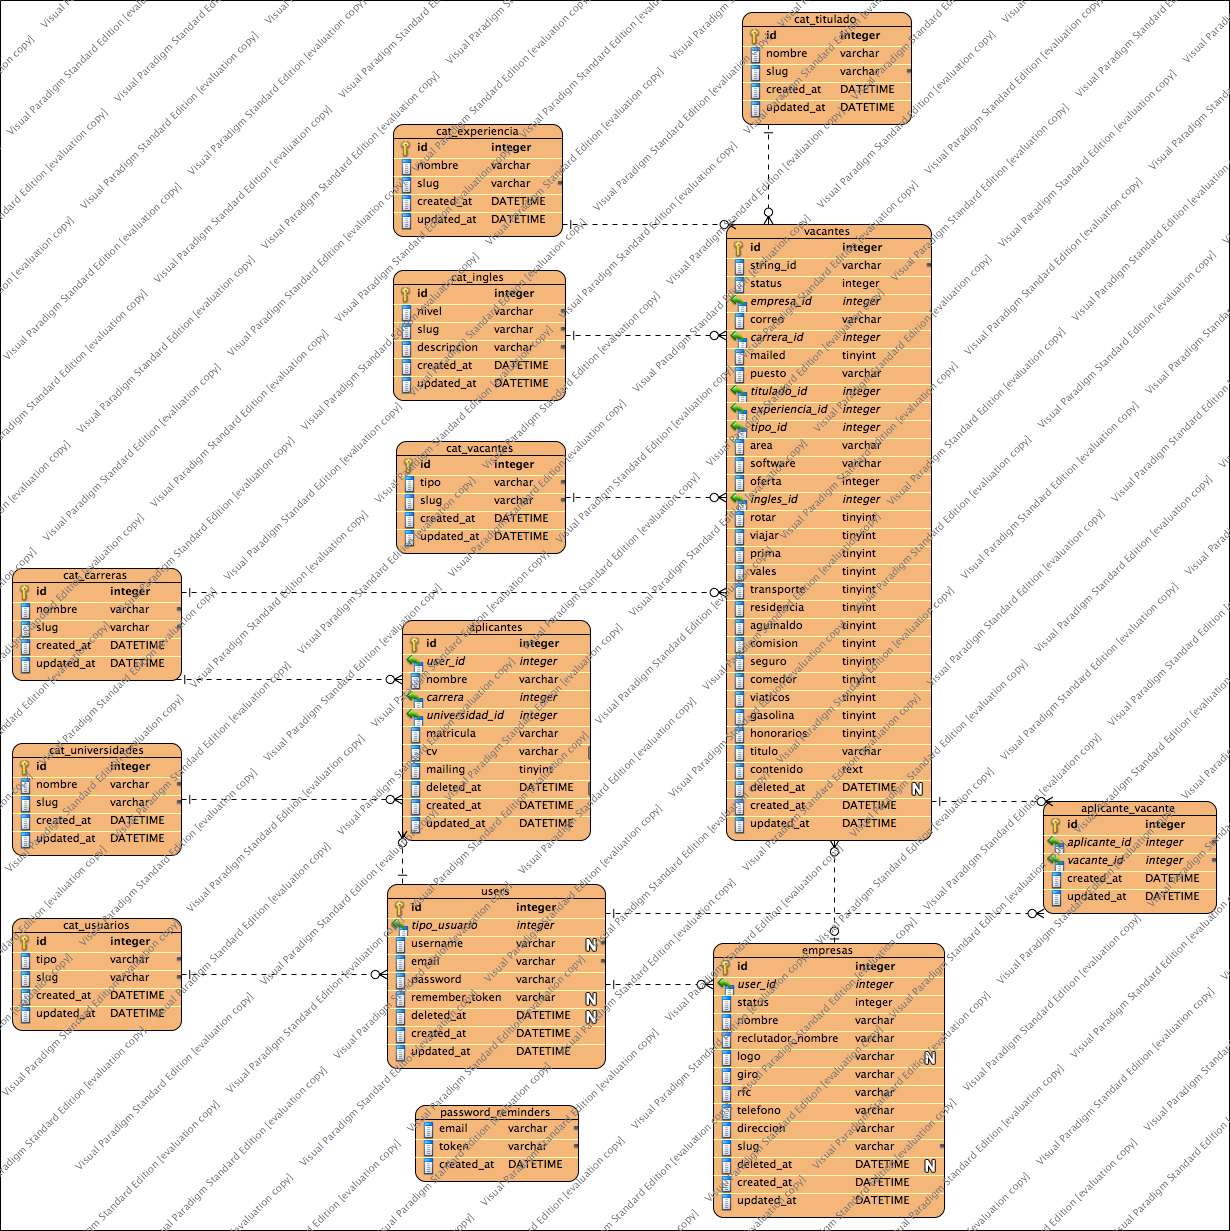 cat_titulado
id integer
nombre varchar
slug varchar
created_at DATETIME
updated_at DATETIME
cat_experiencia
id integer
nombre varchar
slug varchar
created_at DATETIME
updated_at DATETIME
cat_ingles
id integer
nivel varchar
slug varchar
descripcion varchar
created_at DATETIME
updated_at DATETIME
cat_vacantes
id integer
tipo varchar
slug varchar
created_at DATETIME
updated_at DATETIME
vacantes
id integer
string_id varchar
status integer
empresa_id integer
correo varchar
carrera_id integer
mailed tinyint
puesto varchar
titulado_id integer
experiencia_id integer
tipo_id integer
area varchar
software varchar
oferta varchar
ingles_id integer
rotar tinyint
viajar tinyint
prima tinyint
vales tinyint
transporte tinyint
residencia tinyint
aguinaldo tinyint
comision tinyint
seguro tinyint
comedor tinyint
viaticos tinyint
gasolina tinyint
honorarios tinyint
titulo varchar
contenido text
deleted_at DATETIME N
created_at DATETIME
updated_at DATETIME
cat_carreras
id integer
nombre varchar
slug varchar
created_at DATETIME
updated_at DATETIME
aplicantes
id integer
user_id integer
nombre varchar
carrera integer
universidad_id integer
matricula varchar
cv varchar
mailing tinyint
deleted_at DATETIME
created_at DATETIME
updated_at DATETIME
cat_universidades
id integer
nombre varchar
slug varchar
created_at DATETIME
updated_at DATETIME
aplicante_vacante
id integer
aplicante_id integer
vacante_id integer
created_at DATETIME
updated_at DATETIME
cat_usuarios
id integer
tipo varchar
slug varchar
created_at DATETIME
updated_at DATETIME
users
id integer
tipo_usuario integer
username varchar N
email varchar
password varchar
remember_token varchar N
deleted_at DATETIME N
created_at DATETIME
updated_at DATETIME
empresas
id integer
user_id integer
status integer
nombre varchar
reclutador_nombre varchar
logo varchar N
giro varchar
rfc varchar
telefono varchar
direccion varchar
slug varchar
deleted_at DATETIME N
created_at DATETIME
updated_at DATETIME
password_reminders
email varchar
token varchar
created_at DATETIME
Visual Paradigm Standard Edition [evaluation copy]